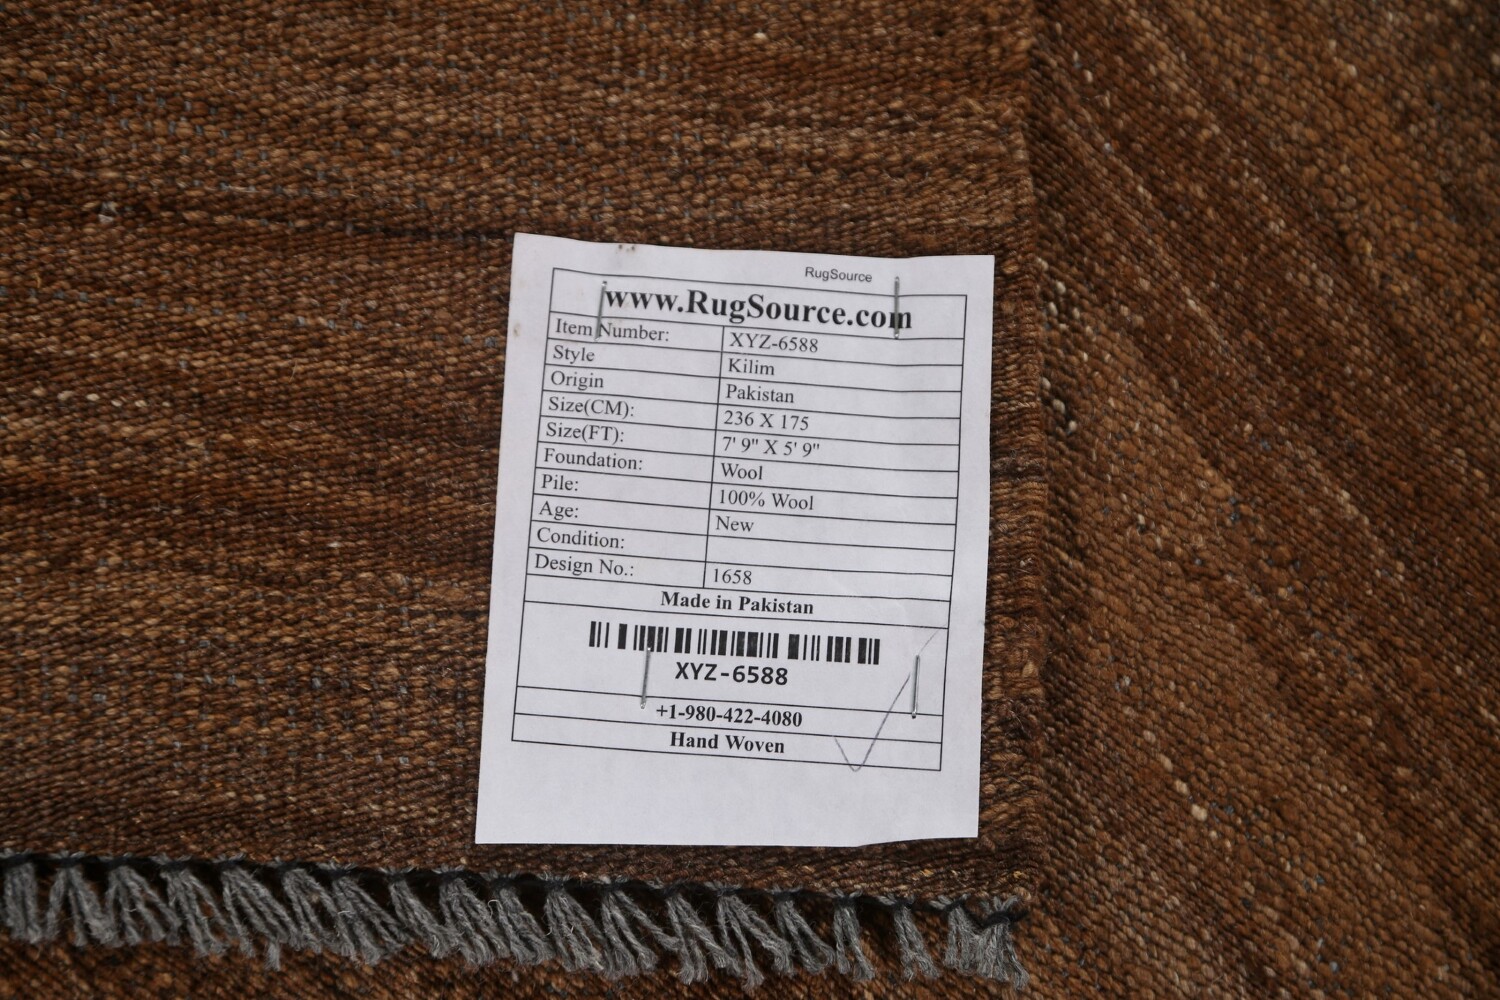 RugSource
www.RugSource.com
Item Number: XYZ-6588
Style Kilim
Origin Pakistan
Size(CM): 236 X 175
Size(FT): 7' 9" X 5' 9"
Foundation: Wool
Pile: 100% Wool
Age: New
Condition:
Design No.: 1658
Made in Pakistan
XYZ-6588
+1-980-422-4080
Hand Woven